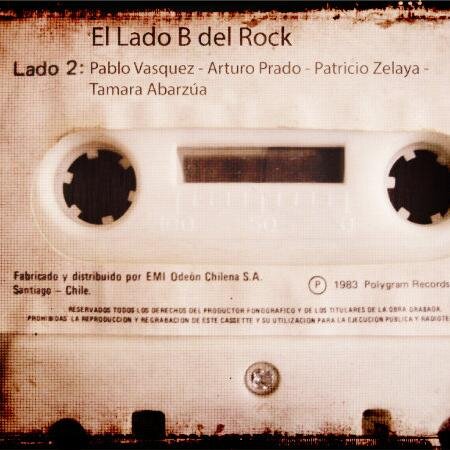 El Lado B del Rock
Lado 2: Pablo Vasquez - Arturo Prado - Patricio Zelaya -
Tamara Abarzúa
100 50 0
Fabricado y distribuido por EMI Odeón Chilena S.A.
Santiago – Chile.
Ⓟ 1983 Polygram Records
RESERVADOS TODOS LOS DERECHOS DEL PRODUCTOR FONOGRAFICO Y DE LOS TITULARES DE LA OBRA GRABADA.
PROHIBIDAS LA REPRODUCCION Y REGRABACION DE ESTE CASSETTE Y SU UTILIZACION PARA LA EJECUCION PUBLICA Y RADIOTE